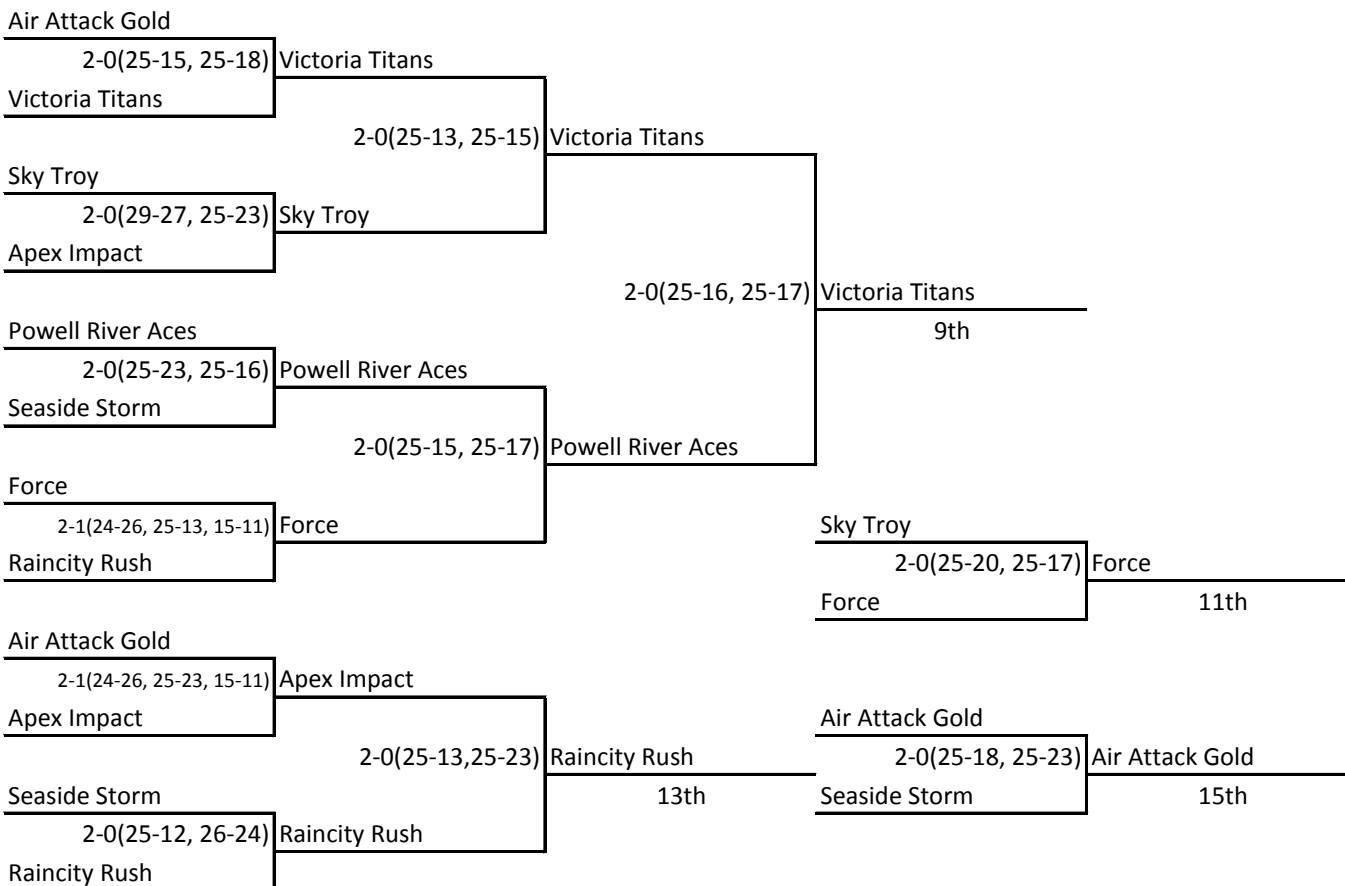 Air Attack Gold
2-0(25-15, 25-18) Victoria Titans
Victoria Titans
2-0(25-13, 25-15) Victoria Titans
Sky Troy
2-0(29-27, 25-23) Sky Troy
Apex Impact
2-0(25-16, 25-17) Victoria Titans
Powell River Aces
9th
2-0(25-23, 25-16) Powell River Aces
Seaside Storm
2-0(25-15, 25-17) Powell River Aces
Force
2-1(24-26, 25-13, 15-11) Force
Sky Troy
Raincity Rush
2-0(25-20, 25-17) Force
Force
11th
Air Attack Gold
2-1(24-26, 25-23, 15-11) Apex Impact
Apex Impact
Air Attack Gold
2-0(25-13,25-23) Raincity Rush
2-0(25-18, 25-23) Air Attack Gold
Seaside Storm
13th
Seaside Storm
15th
2-0(25-12, 26-24) Raincity Rush
Raincity Rush